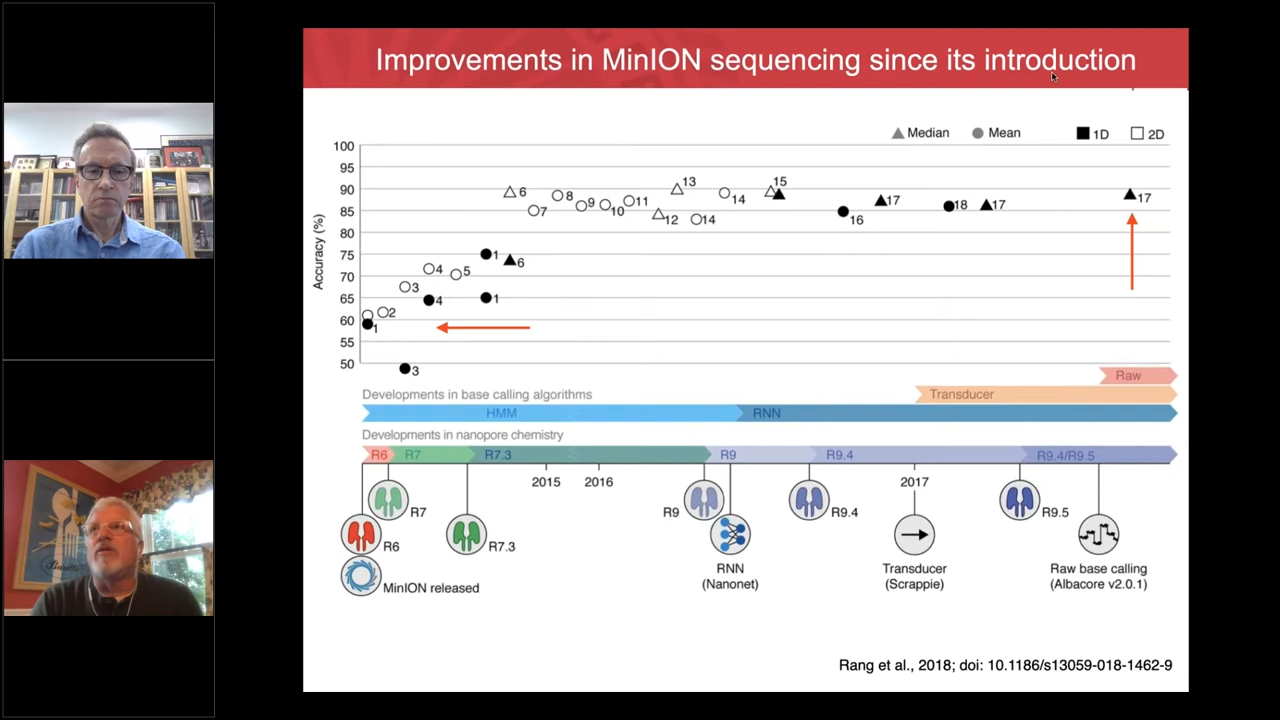 Improvements in MinION sequencing since its introduction
Median Mean 1D 2D
Accuracy (%)
100
95
90
85
80
75
70
65
60
55
50
1
2
3
3
4
4
5
1
1
6
6
7
8
9
10
11
12
13
14
14
15
16
17
18
17
17
Raw
Developments in base calling algorithms
Transducer
HMM
RNN
Developments in nanopore chemistry
R6 R7 R7.3 R9 R9.4 R9.4/R9.5
2015 2016 2017
R7 R9 R9.4 R9.5
R6 R7.3
MinION released
RNN
(Nanonet)
Transducer
(Scrappie)
Raw base calling
(Albacore v2.0.1)
Rang et al., 2018; doi: 10.1186/s13059-018-1462-9